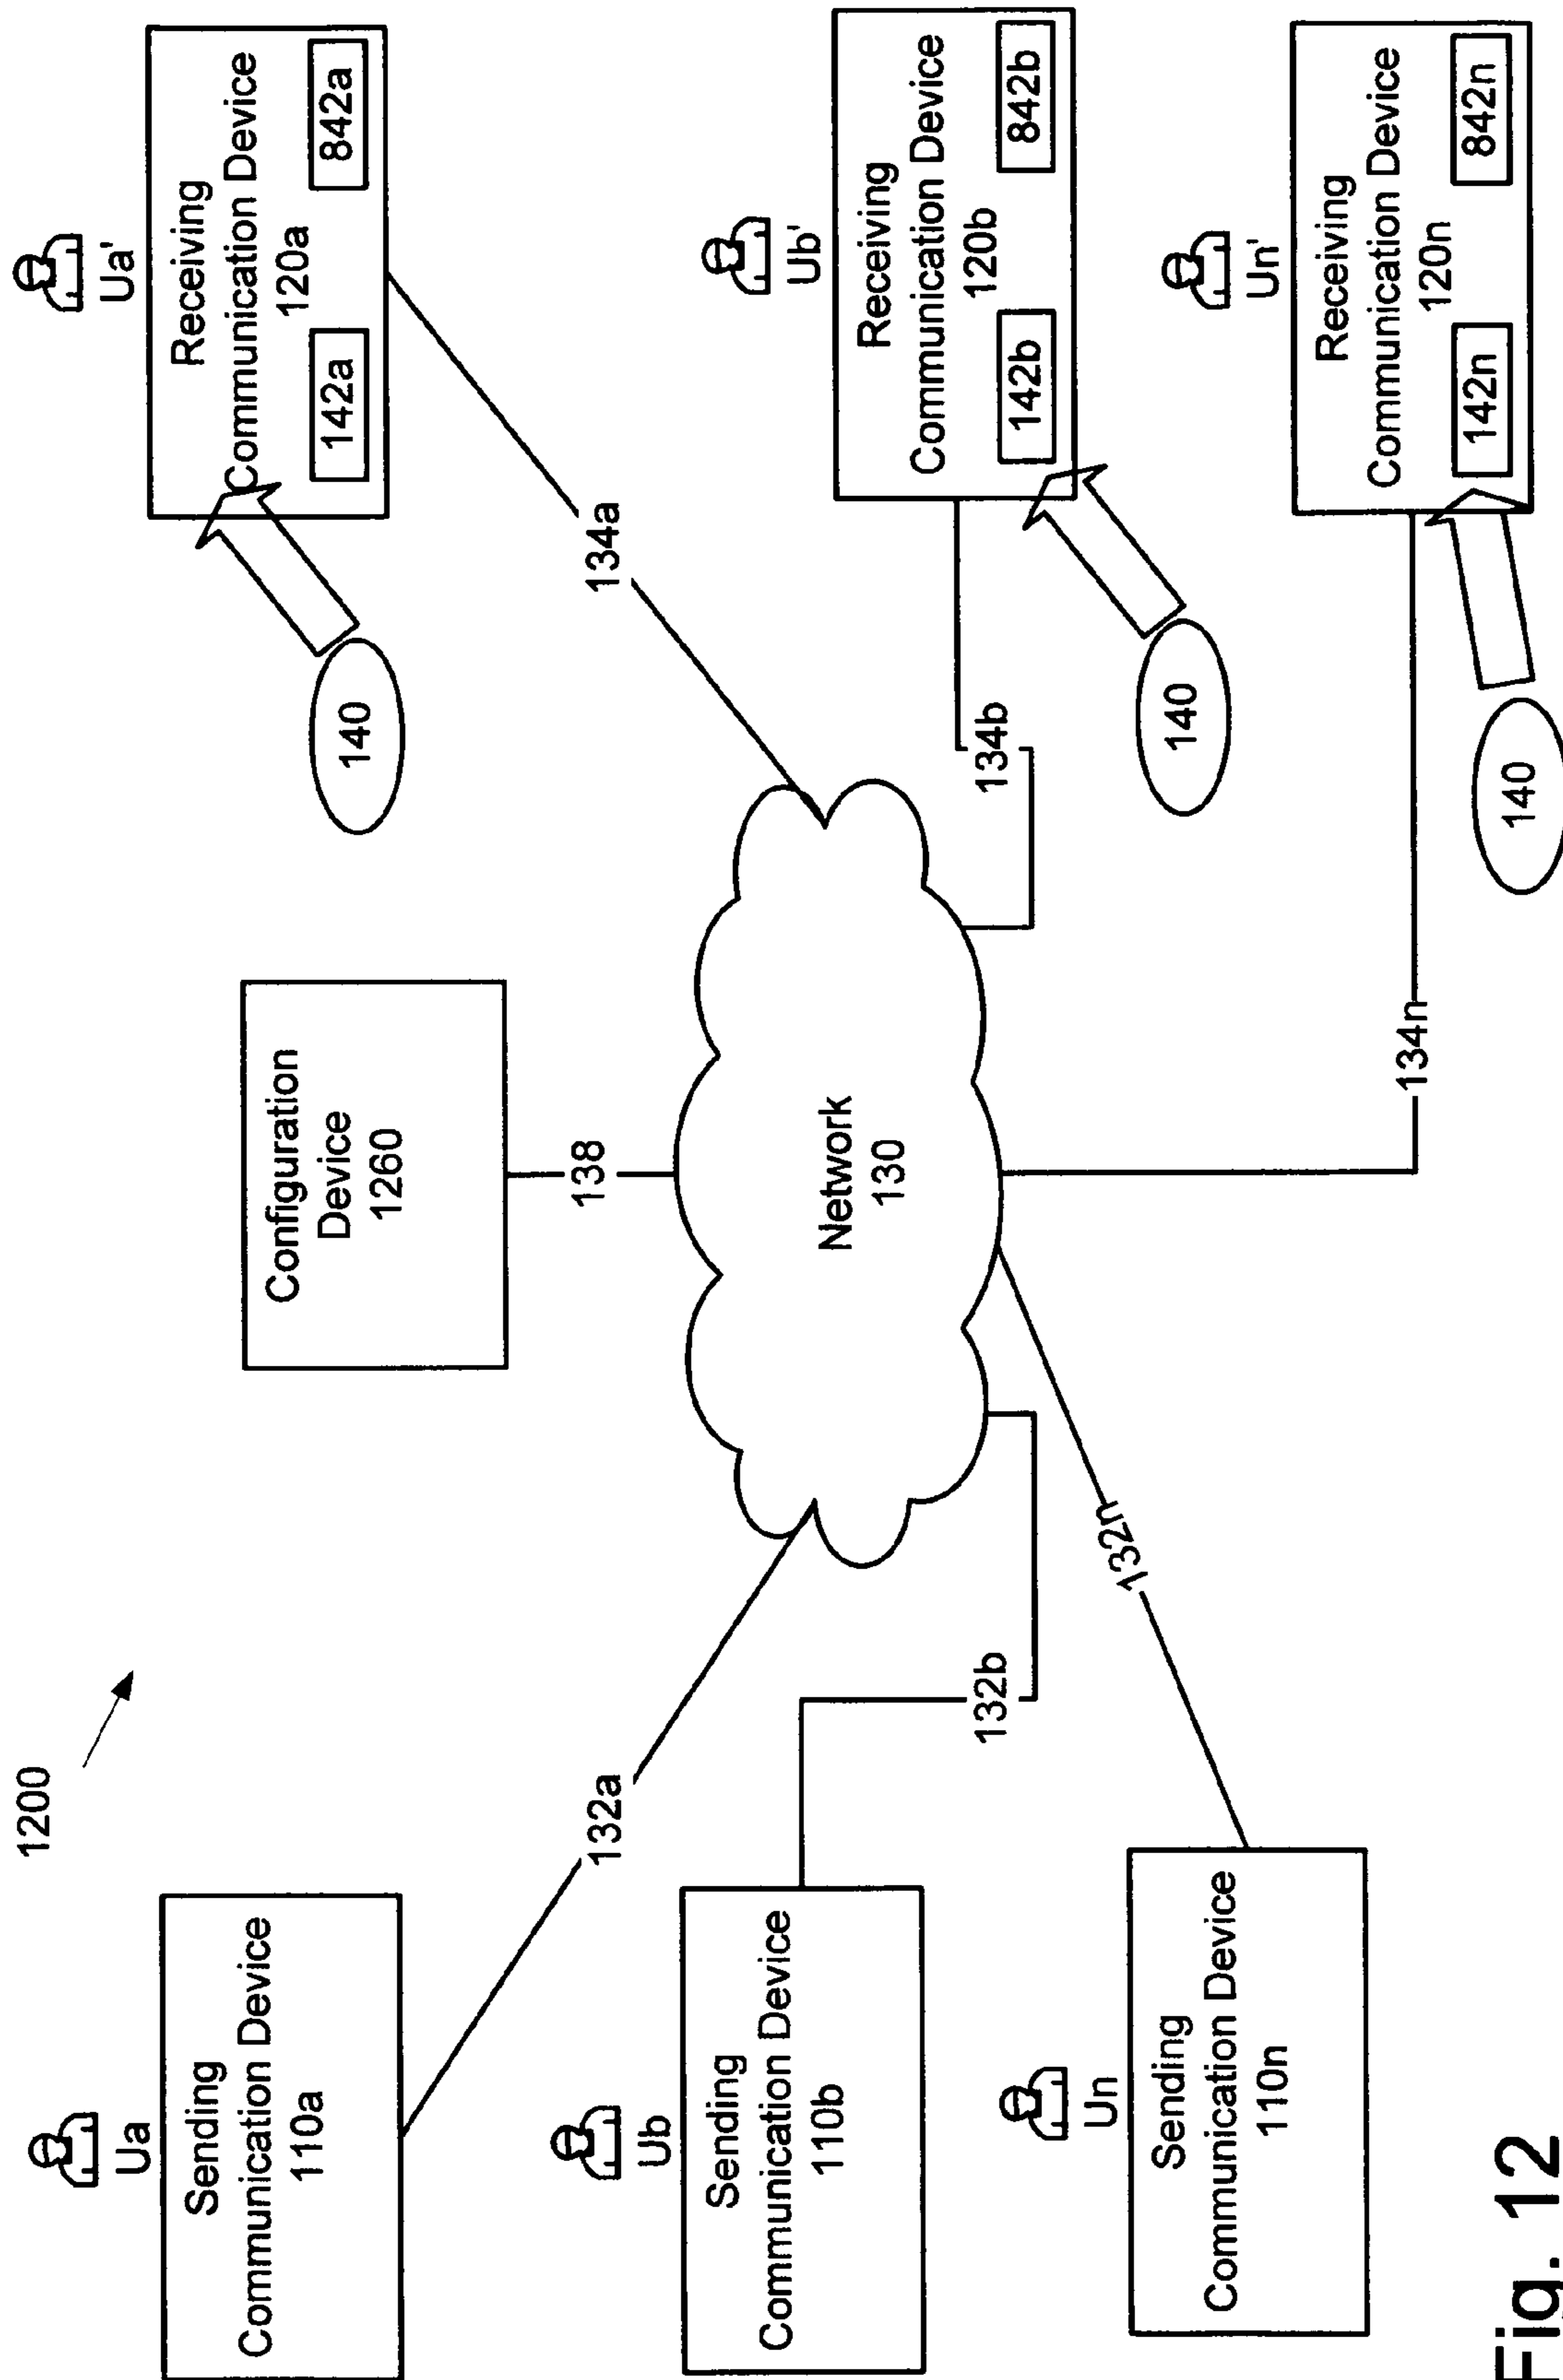 1200
Ua
Sending
Communication Device
110a
Ub
Sending
Communication Device
110b
Un
Sending
Communication Device
110n
132a
132b
132n
Configuration
Device
1260
138
Network
130
134a
134b
134n
Ua'
Receiving
Communication Device
120a
142a
842a
140
Ub'
Receiving
Communication Device
120b
142b
842b
140
Un'
Receiving
Communication Device
120n
142n
842n
140
Fig. 12